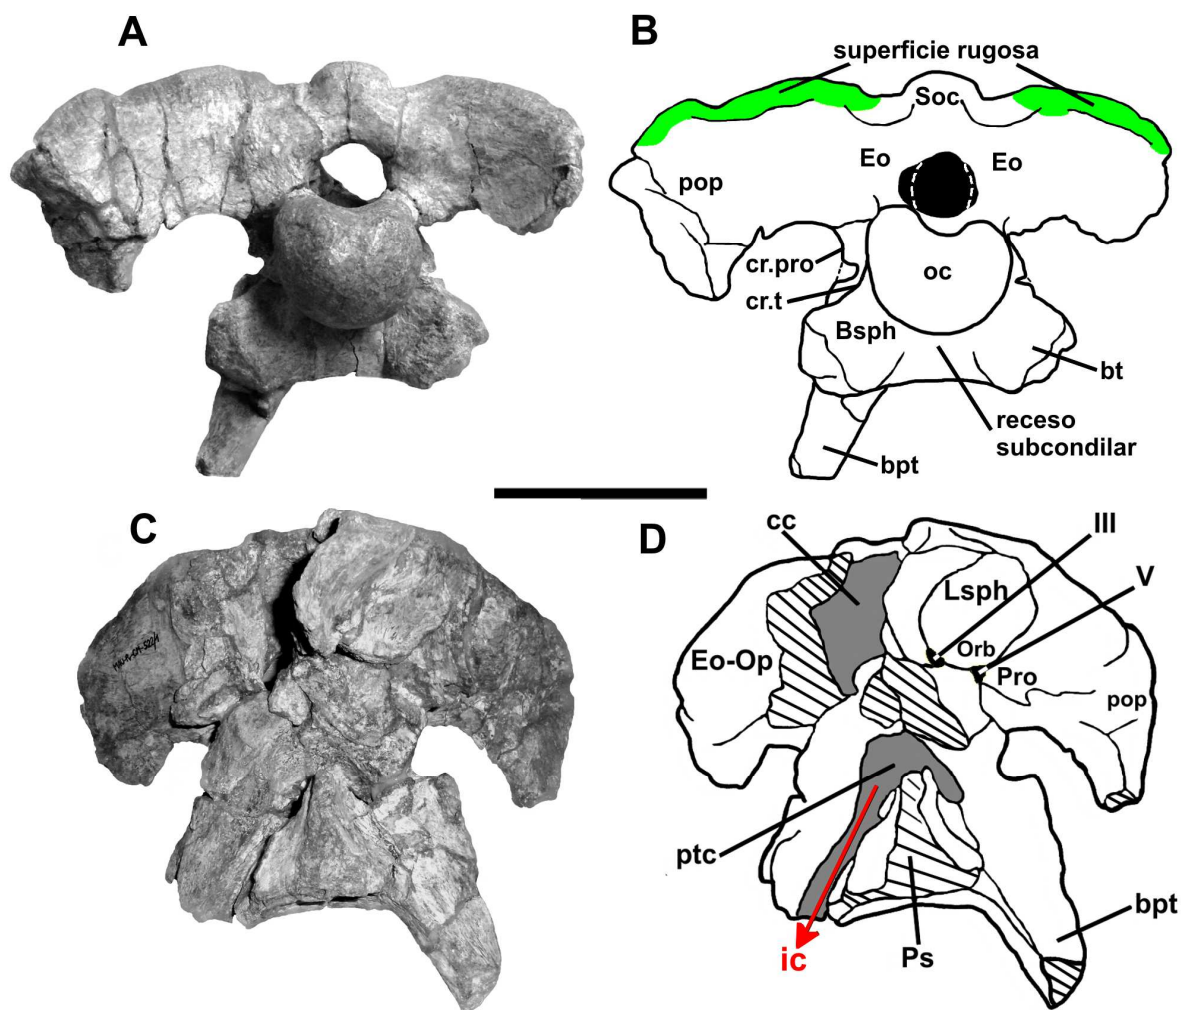 A
B
superficie rugosa
Soc
Eo
Eo
pop
cr.pro
oc
cr.t
Bsph
bt
receso
subcondilar
bpt
C
D
cc
III
V
Lsph
Orb
Eo-Op
Pro
pop
ptc
bpt
ic
Ps